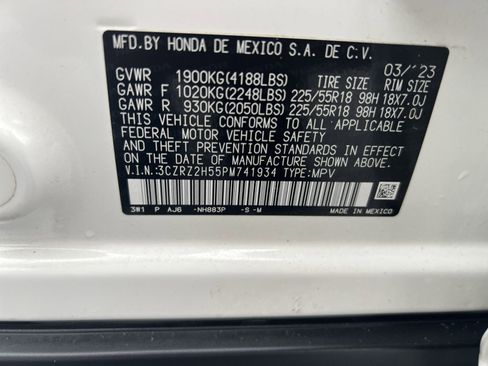 MFD.BY HONDA DE MEXICO S.A. DE C.V.
03/'23
GVWR 1900KG(4188LBS) TIRE SIZE RIM SIZE
GAWR F 1020KG(2248LBS) 225/55R18 98H 18X7.0J
GAWR R 930KG(2050LBS) 225/55R18 98H 18X7.0J
THIS VEHICLE CONFORMS TO ALL APPLICABLE
FEDERAL MOTOR VEHICLE SAFETY
AND THEFT PREVENTION STANDARDS IN EFFECT
ON THE DATE OF MANUFACTURE SHOWN ABOVE.
V.I.N.:3CZRZ2H55PM741934 TYPE:MPV
3W1 P AJ6 -NH883P -S-M MADE IN MEXICO